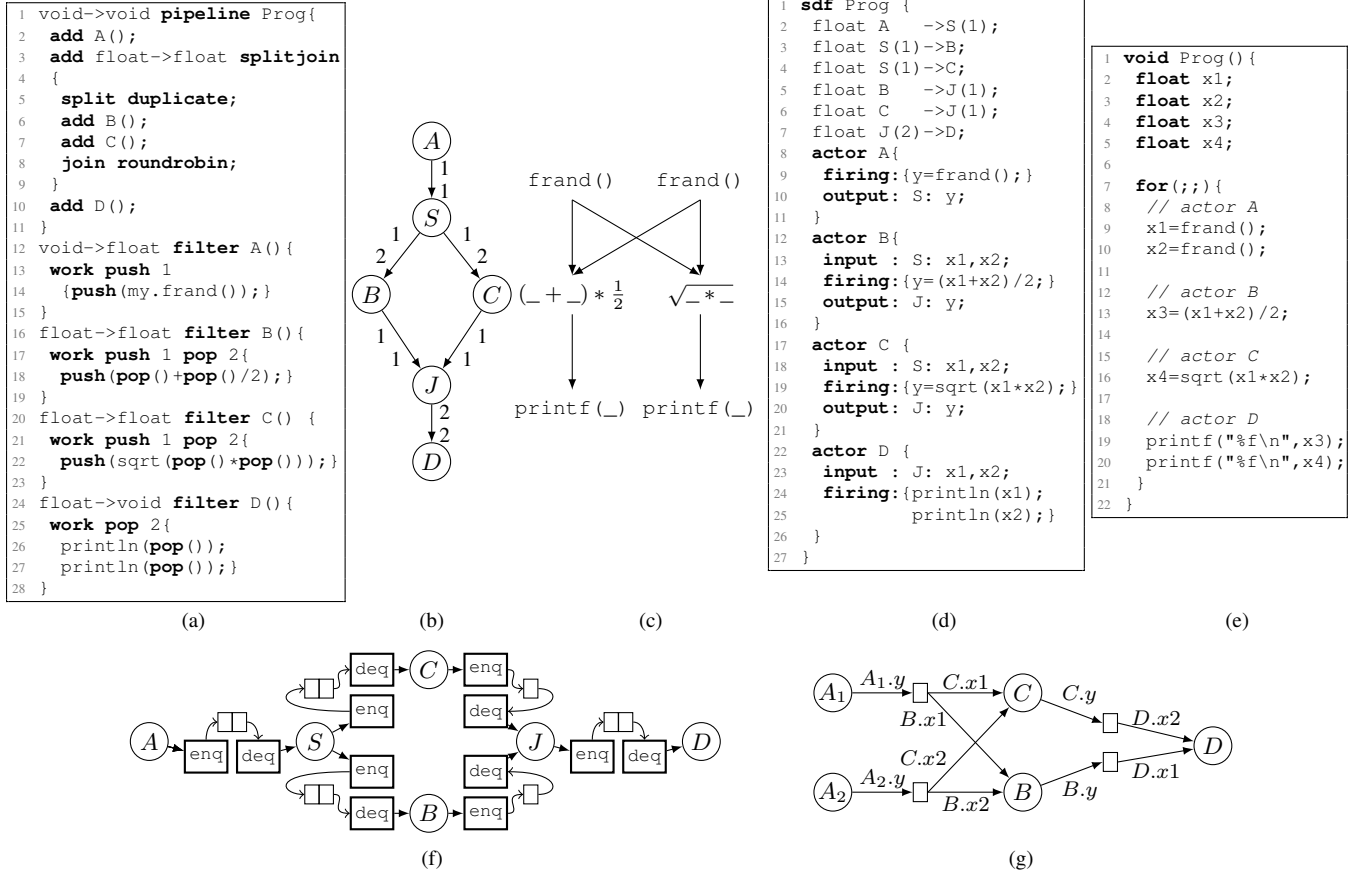 1 void->void pipeline Prog{
2 add A();
3 add float->float splitjoin
4 {
5 split duplicate;
6 add B();
7 add C();
8 join roundrobin;
9 }
10 add D();
11 }
12 void->float filter A(){
13 work push 1
14 {push(my.frand());}
15 }
16 float->float filter B(){
17 work push 1 pop 2{
18 push(pop()+pop()/2);}
19 }
20 float->float filter C() {
21 work push 1 pop 2{
22 push(sqrt(pop()*pop()));}
23 }
24 float->void filter D(){
25 work pop 2{
26 println(pop());
27 println(pop());}
28 }
(a)
A
1
1
S
1 1
2 2
B C
1 1
1 1
J
2
2
D
(b)
frand() frand()
(_ + _) * 1/2 √_ * _
printf(_) printf(_)
(c)
1 sdf Prog {
2 float A ->S(1);
3 float S(1)->B;
4 float S(1)->C;
5 float B ->J(1);
6 float C ->J(1);
7 float J(2)->D;
8 actor A{
9 firing:{y=frand();}
10 output: S: y;
11 }
12 actor B{
13 input : S: x1,x2;
14 firing:{y=(x1+x2)/2;}
15 output: J: y;
16 }
17 actor C {
18 input : S: x1,x2;
19 firing:{y=sqrt(x1*x2);}
20 output: J: y;
21 }
22 actor D {
23 input : J: x1,x2;
24 firing:{println(x1);
25 println(x2);}
26 }
27 }
(d)
1 void Prog(){
2 float x1;
3 float x2;
4 float x3;
5 float x4;
6
7 for(;;){
8 // actor A
9 x1=frand();
10 x2=frand();
11
12 // actor B
13 x3=(x1+x2)/2;
14
15 // actor C
16 x4=sqrt(x1*x2);
17
18 // actor D
19 printf("%f\n",x3);
20 printf("%f\n",x4);
21 }
22 }
(e)
deq C enq
enq deq
A enq deq S J enq deq D
enq deq
deq B enq
(f)
A1 A1.y C.x1 C C.y
B.x1 D.x2
D
C.x2 D.x1
A2 A2.y B.x2 B B.y
(g)